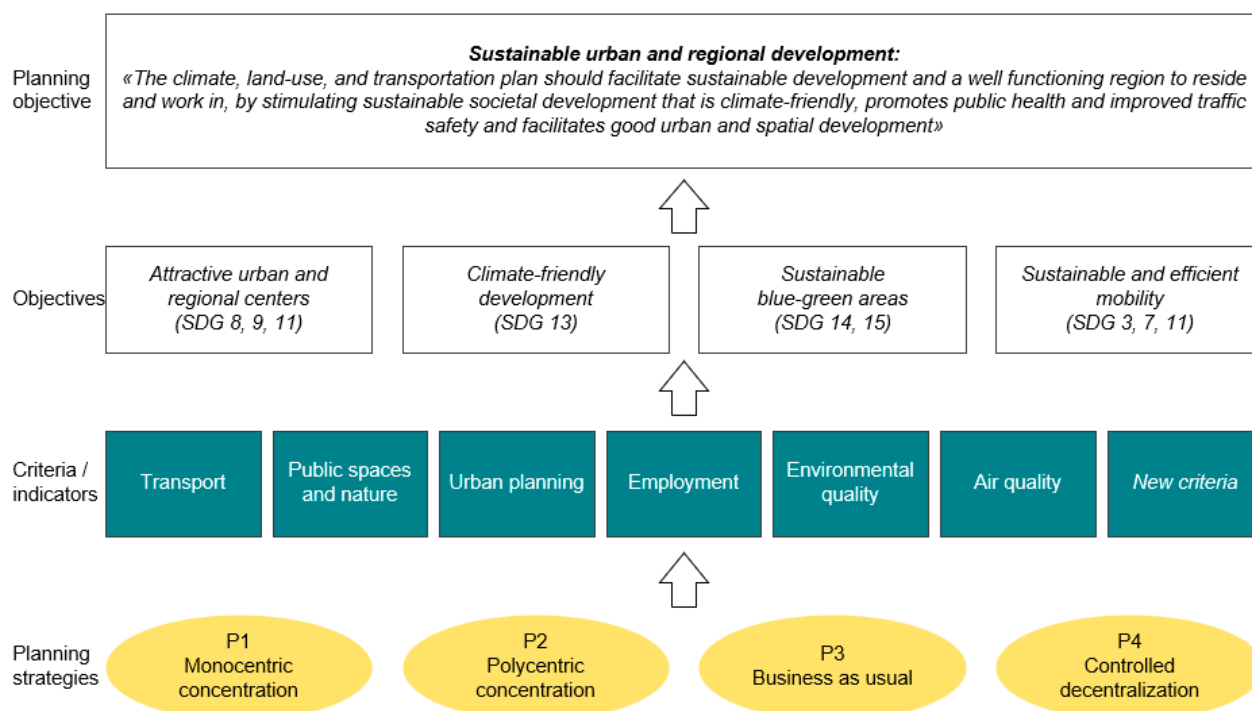 Planning
objective
Sustainable urban and regional development:
«The climate, land-use, and transportation plan should facilitate sustainable development and a well functioning region to reside
and work in, by stimulating sustainable societal development that is climate-friendly, promotes public health and improved traffic
safety and facilitates good urban and spatial development»
Objectives
Attractive urban and
regional centers
(SDG 8, 9, 11)
Climate-friendly
development
(SDG 13)
Sustainable
blue-green areas
(SDG 14, 15)
Sustainable and efficient
mobility
(SDG 3, 7, 11)
Criteria /
indicators
Transport
Public spaces
and nature
Urban planning
Employment
Environmental
quality
Air quality
New criteria
Planning
strategies
P1
Monocentric
concentration
P2
Polycentric
concentration
P3
Business as usual
P4
Controlled
decentralization